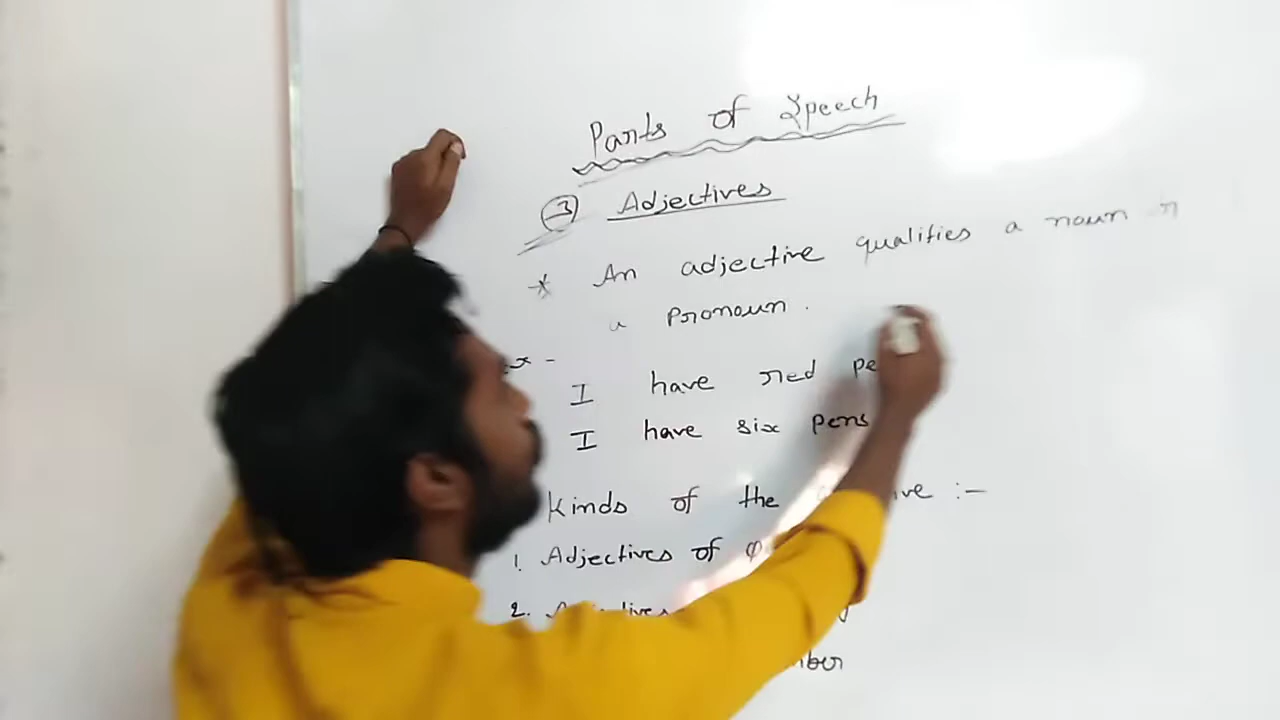 Parts of Speech
3 Adjectives
* An adjective qualifies a noun
a pronoun.
I have red
I have six pens
Kinds of the :-
1. Adjectives of
2.